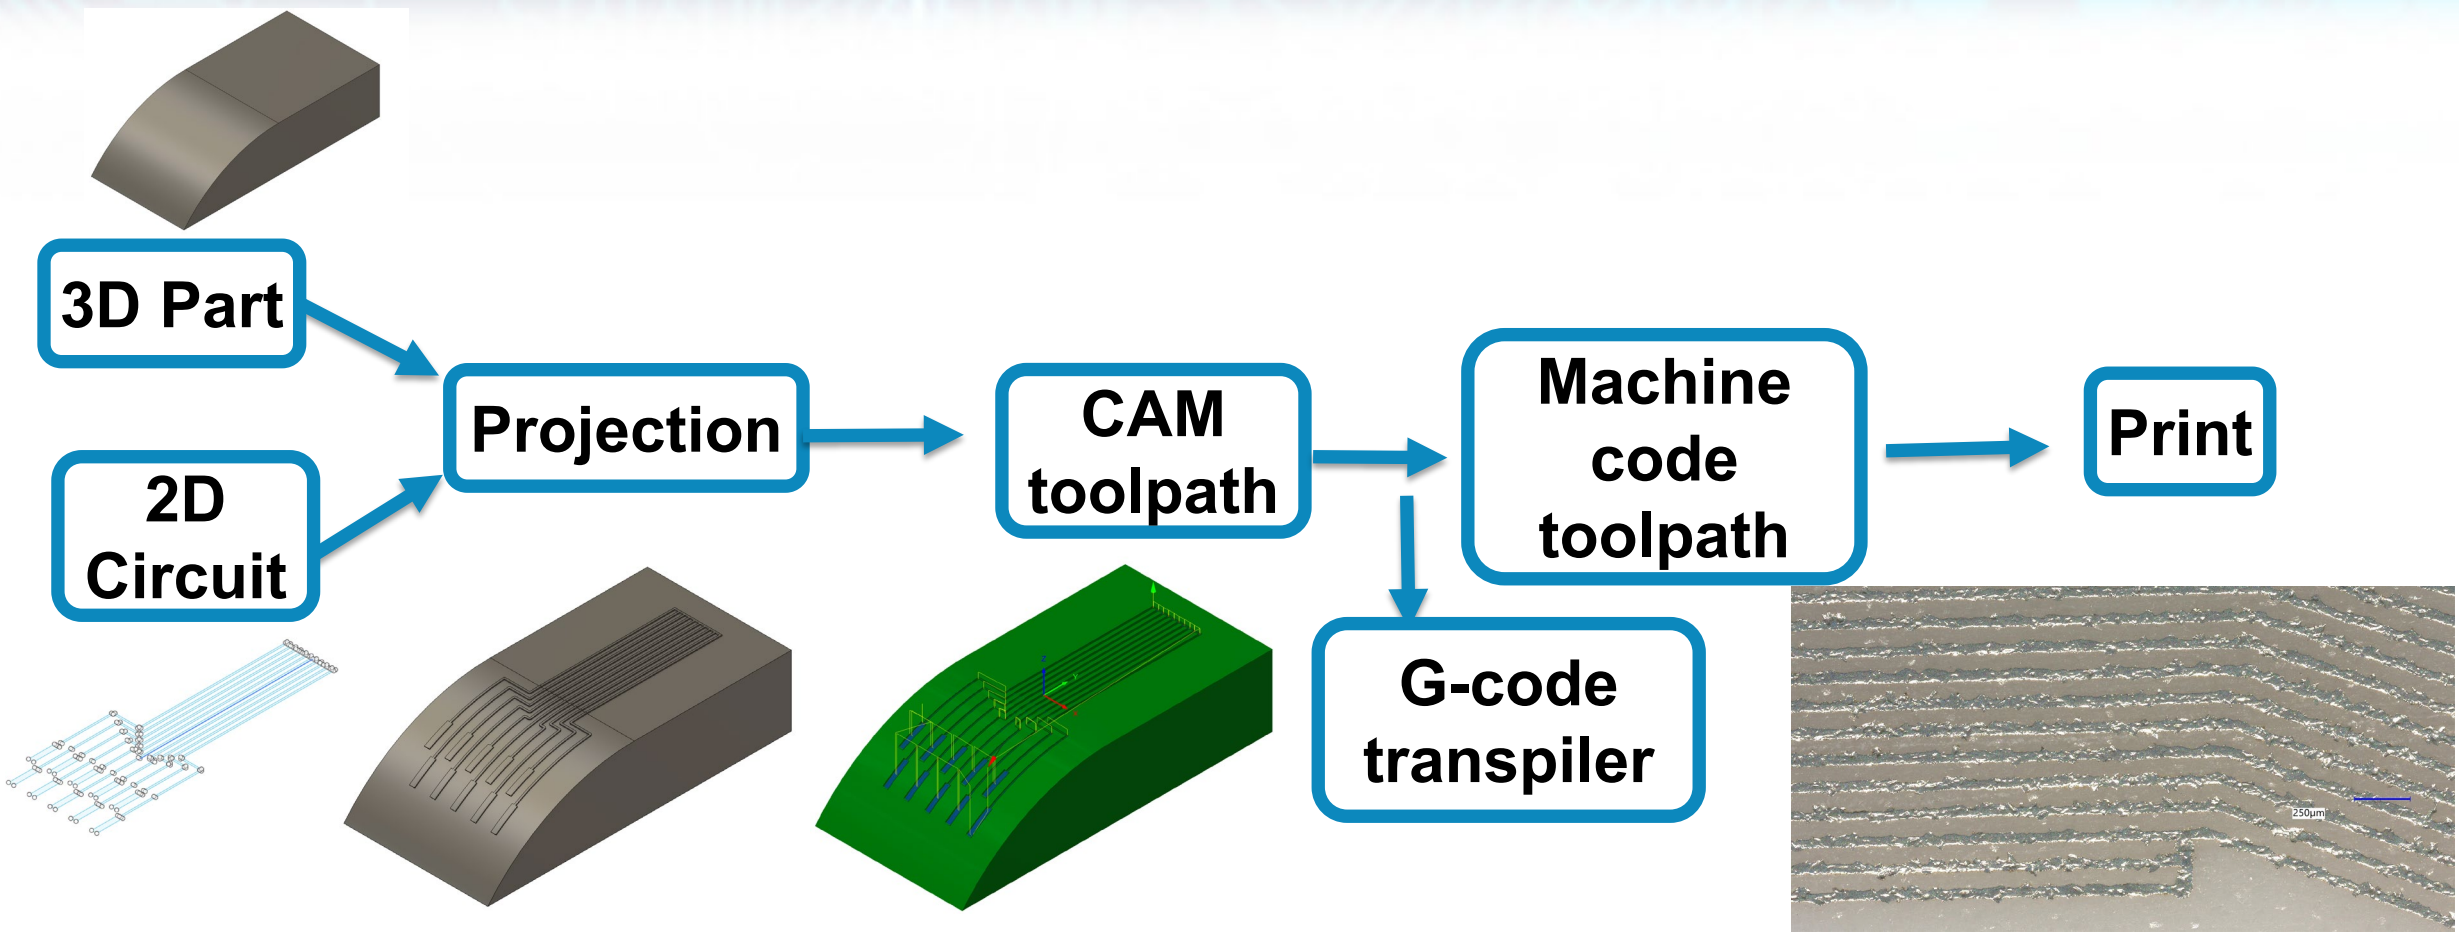 3D Part
2D
Circuit
Projection
CAM
toolpath
Machine
code
toolpath
Print
G-code
transpiler
250µm